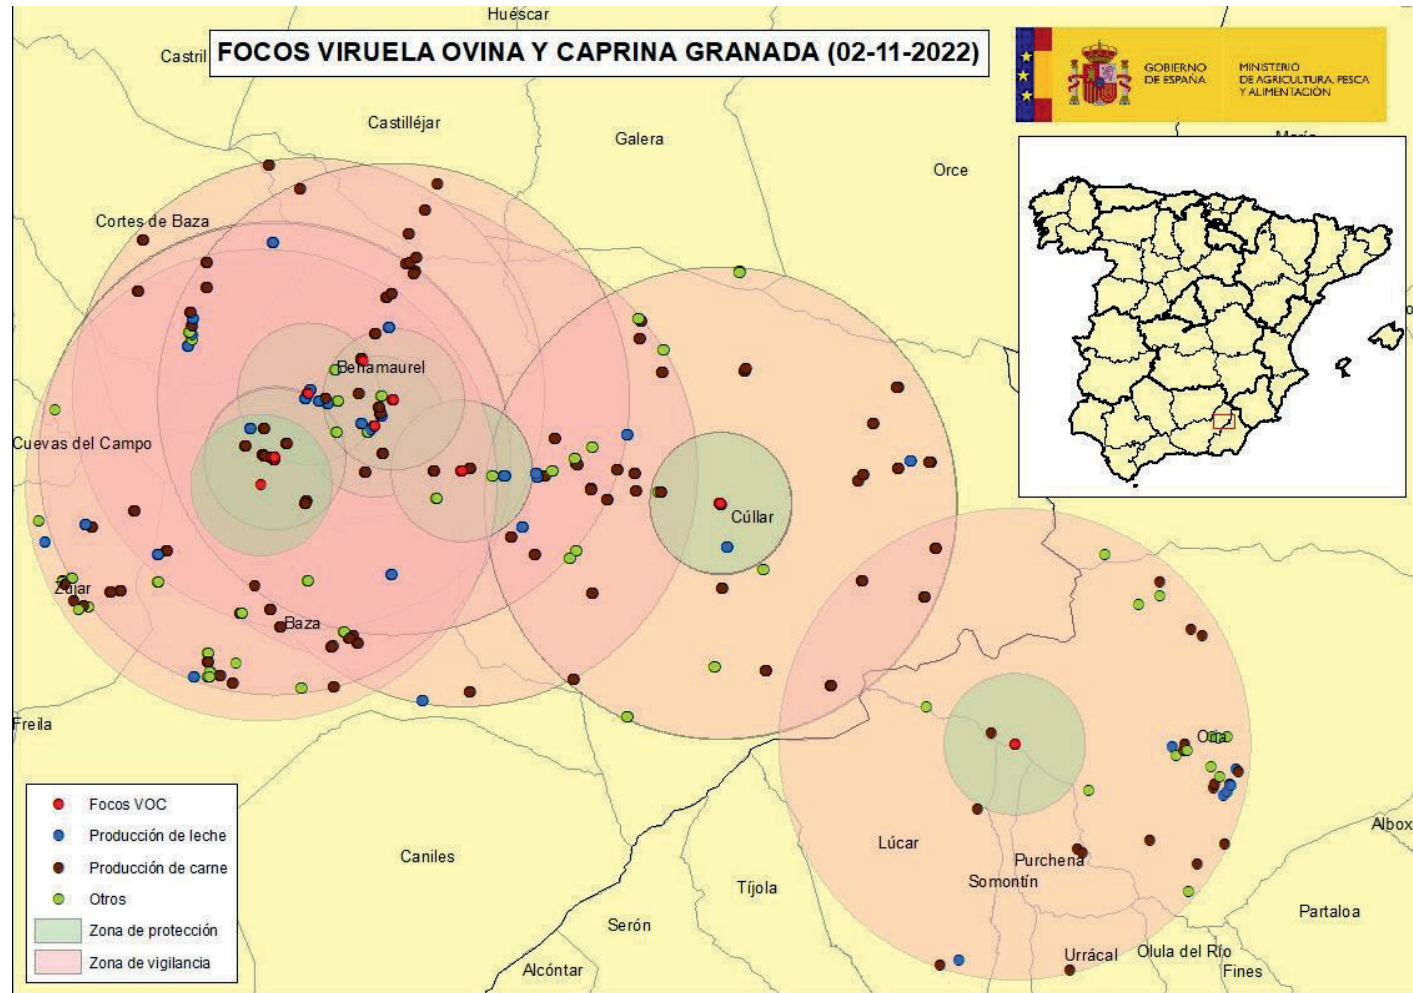 Huéscar
Castril
FOCOS VIRUELA OVINA Y CAPRINA GRANADA (02-11-2022)
GOBIERNO
DE ESPAÑA
MINISTERIO
DE AGRICULTURA, PESCA
Y ALIMENTACIÓN
Castilléjar
Galera
Orce
Cortes de Baza
Benamaurel
Cuevas del Campo
Cúllar
Zújar
Baza
Freila
Oria
Focos VOC
Producción de leche
Producción de carne
Otros
Zona de protección
Zona de vigilancia
Albox
Caniles
Lúcar
Purchena
Somontín
Tíjola
Serón
Partaloa
Alcóntar
Urrácal
Olula del Río
Fines